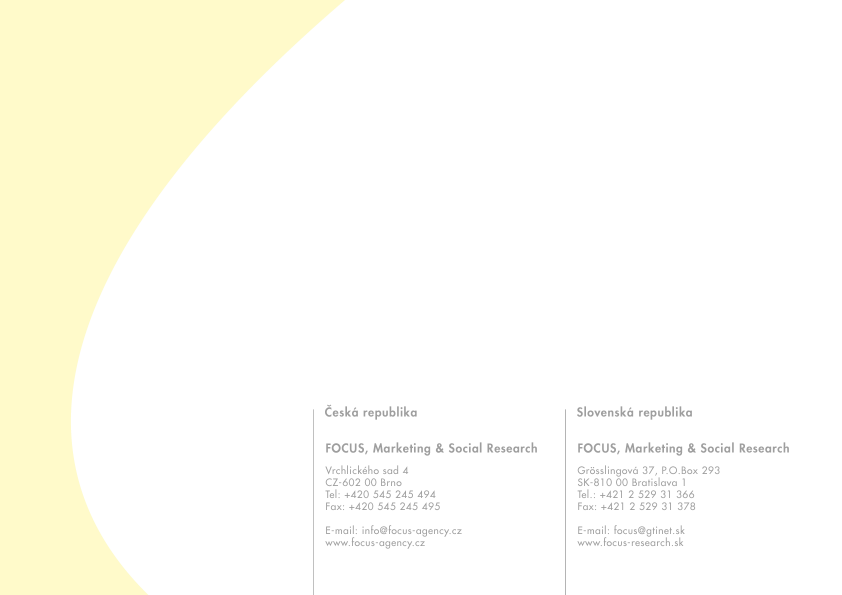 Česká republika
FOCUS, Marketing & Social Research
Vrchlického sad 4
CZ-602 00 Brno
Tel: +420 545 245 494
Fax: +420 545 245 495
E-mail: info@focus-agency.cz
www.focus-agency.cz
Slovenská republika
FOCUS, Marketing & Social Research
Grösslingová 37, P.O.Box 293
SK-810 00 Bratislava 1
Tel.: +421 2 529 31 366
Fax: +421 2 529 31 378
E-mail: focus@gtinet.sk
www.focus-research.sk